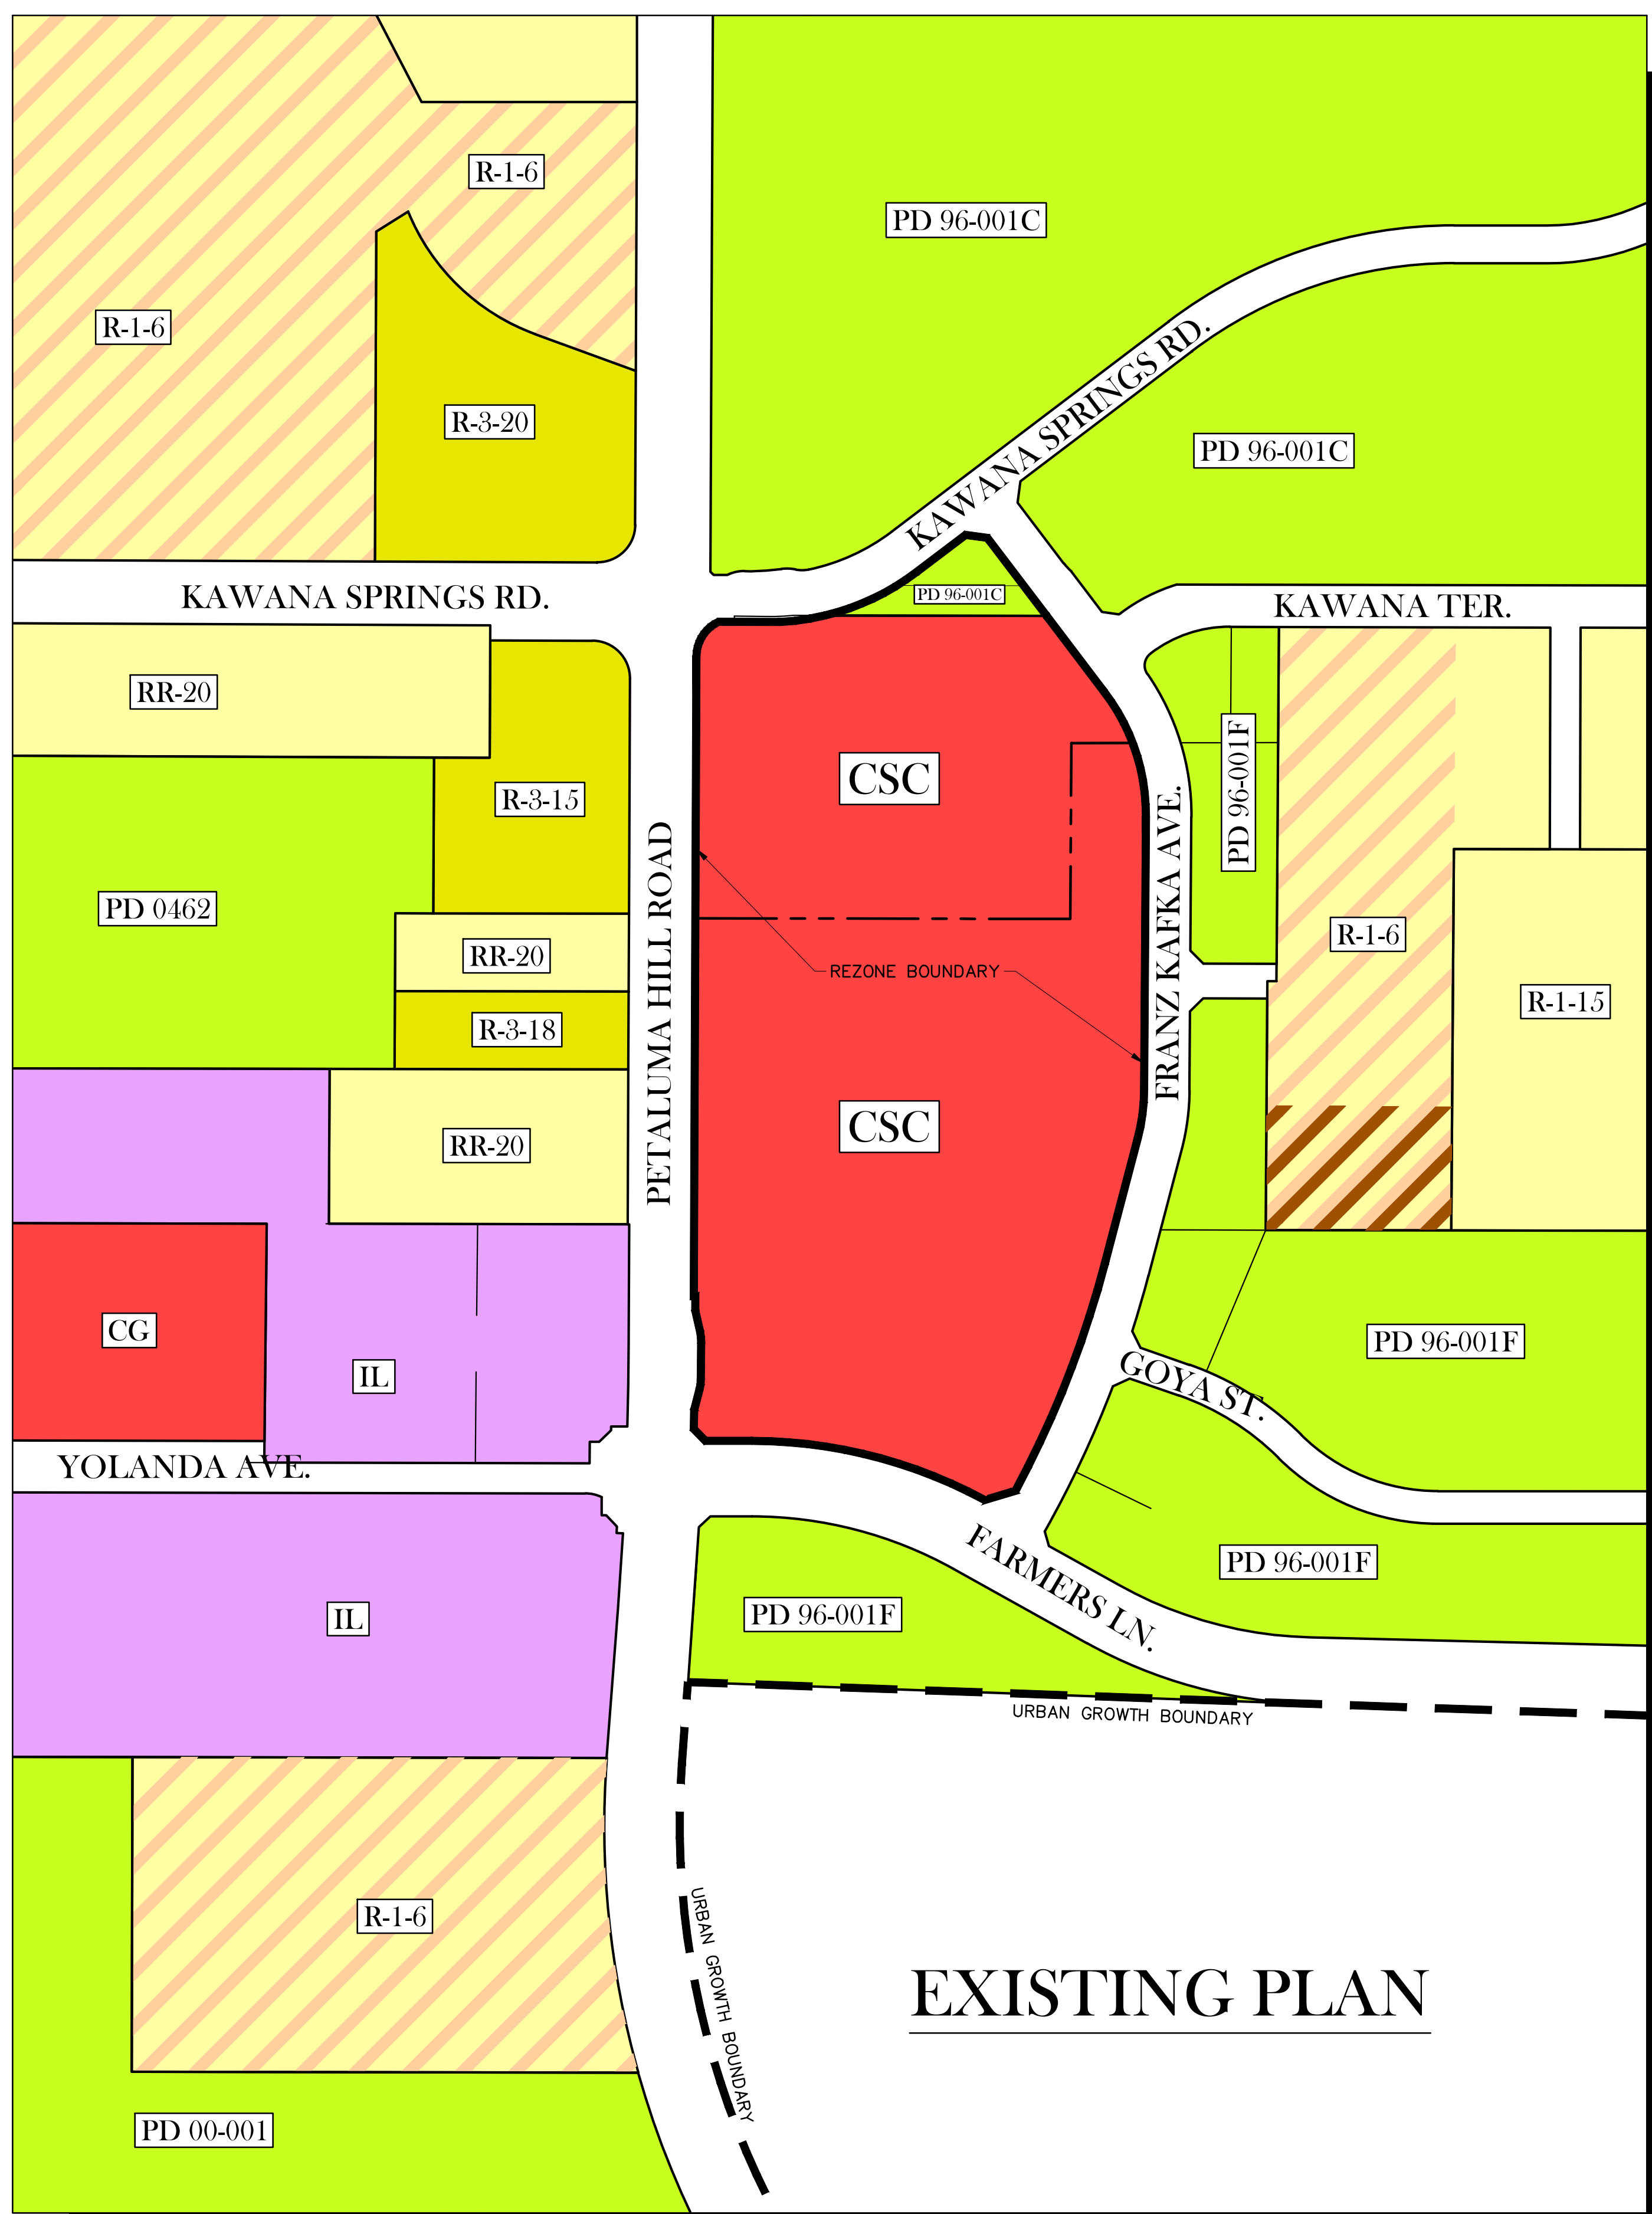 R-1-6
PD 96-001C
R-1-6
R-3-20
PD 96-001C
KAWANA SPRINGS RD.
KAWANA SPRINGS RD.
PD 96-001C
KAWANA TER.
RR-20
R-3-15
CSC
PD 96-001F
PD 0462
RR-20
R-1-6
REZONE BOUNDARY
R-1-15
R-3-18
PETALUMA HILL ROAD
FRANZ KAFKA AVE.
CSC
RR-20
CG
IL
PD 96-001F
GOYA ST.
YOLANDA AVE.
FARMERS LN.
PD 96-001F
IL
PD 96-001F
URBAN GROWTH BOUNDARY
R-1-6
URBAN GROWTH BOUNDARY
EXISTING PLAN
PD 00-001